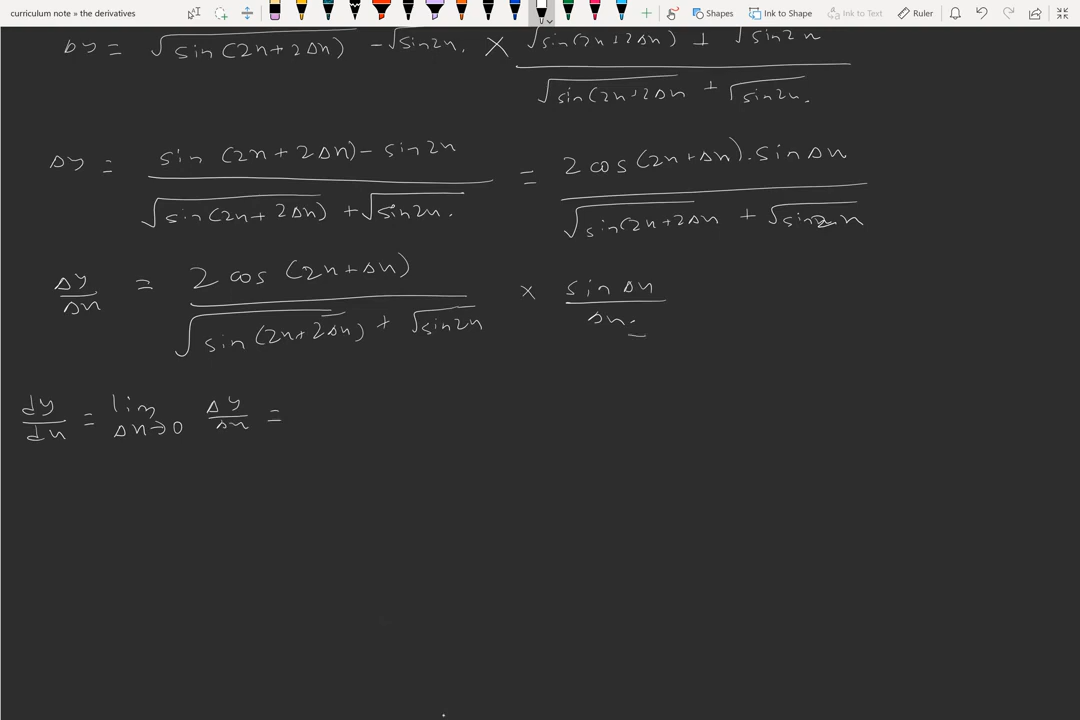 curriculum note » the derivatives
Shapes Ink to Shape Ink to Text Ruler Share
Δy = √sin(2x+2Δx) - √sin2x × (√sin(2x+2Δx) + √sin2x) / (√sin(2x+2Δx) + √sin2x)
Δy = (sin(2x+2Δx) - sin2x) / (√sin(2x+2Δx) + √sin2x) = (2cos(2x+Δx).sinΔx) / (√sin(2x+2Δx) + √sin2x)
Δy/Δx = (2cos(2x+Δx)) / (√sin(2x+2Δx) + √sin2x) × sinΔx/Δx
dy/dx = lim Δx→0 Δy/Δx =